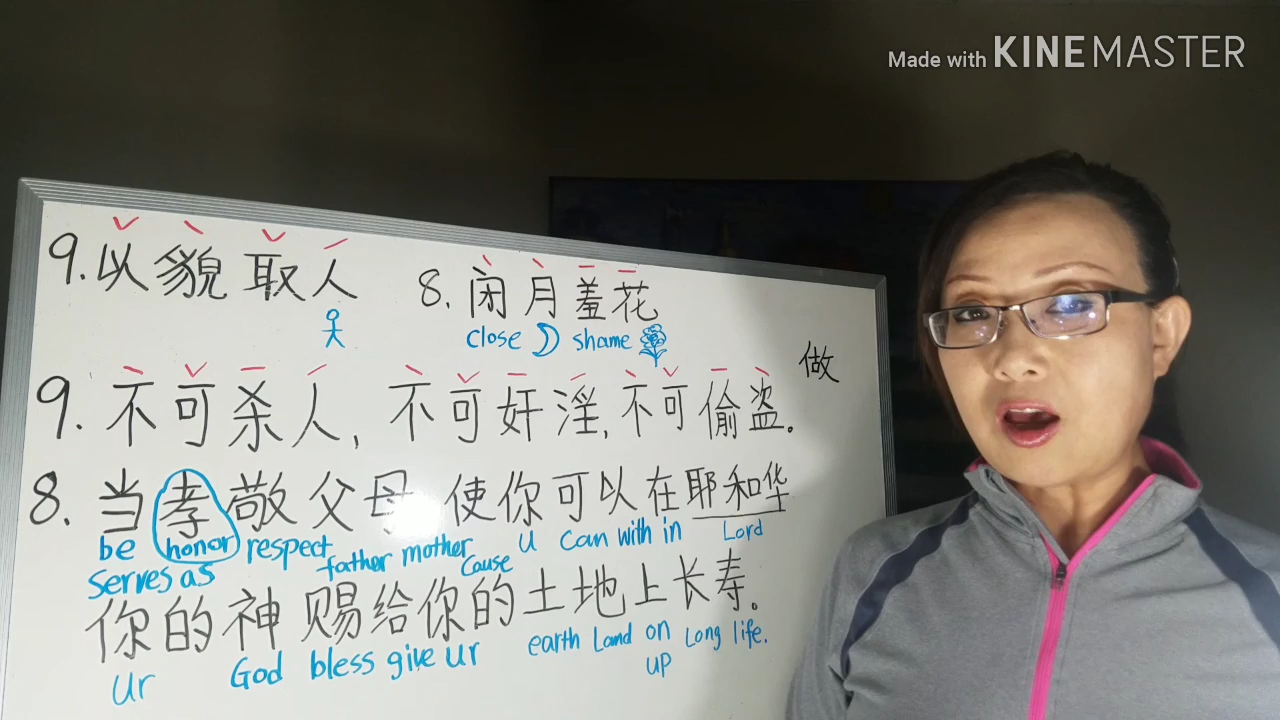 Made with KINEMASTER
9. 以貌取人
8. 闭月羞花
close shame
做
9. 不可杀人, 不可奸淫, 不可偷盗。
8. 当孝敬父母 使你可以在耶和华
be honor respect father mother cause u can with in Lord
serves as
你的神 赐给你的土地上长寿。
ur God bless give ur earth Land on Long life.
up